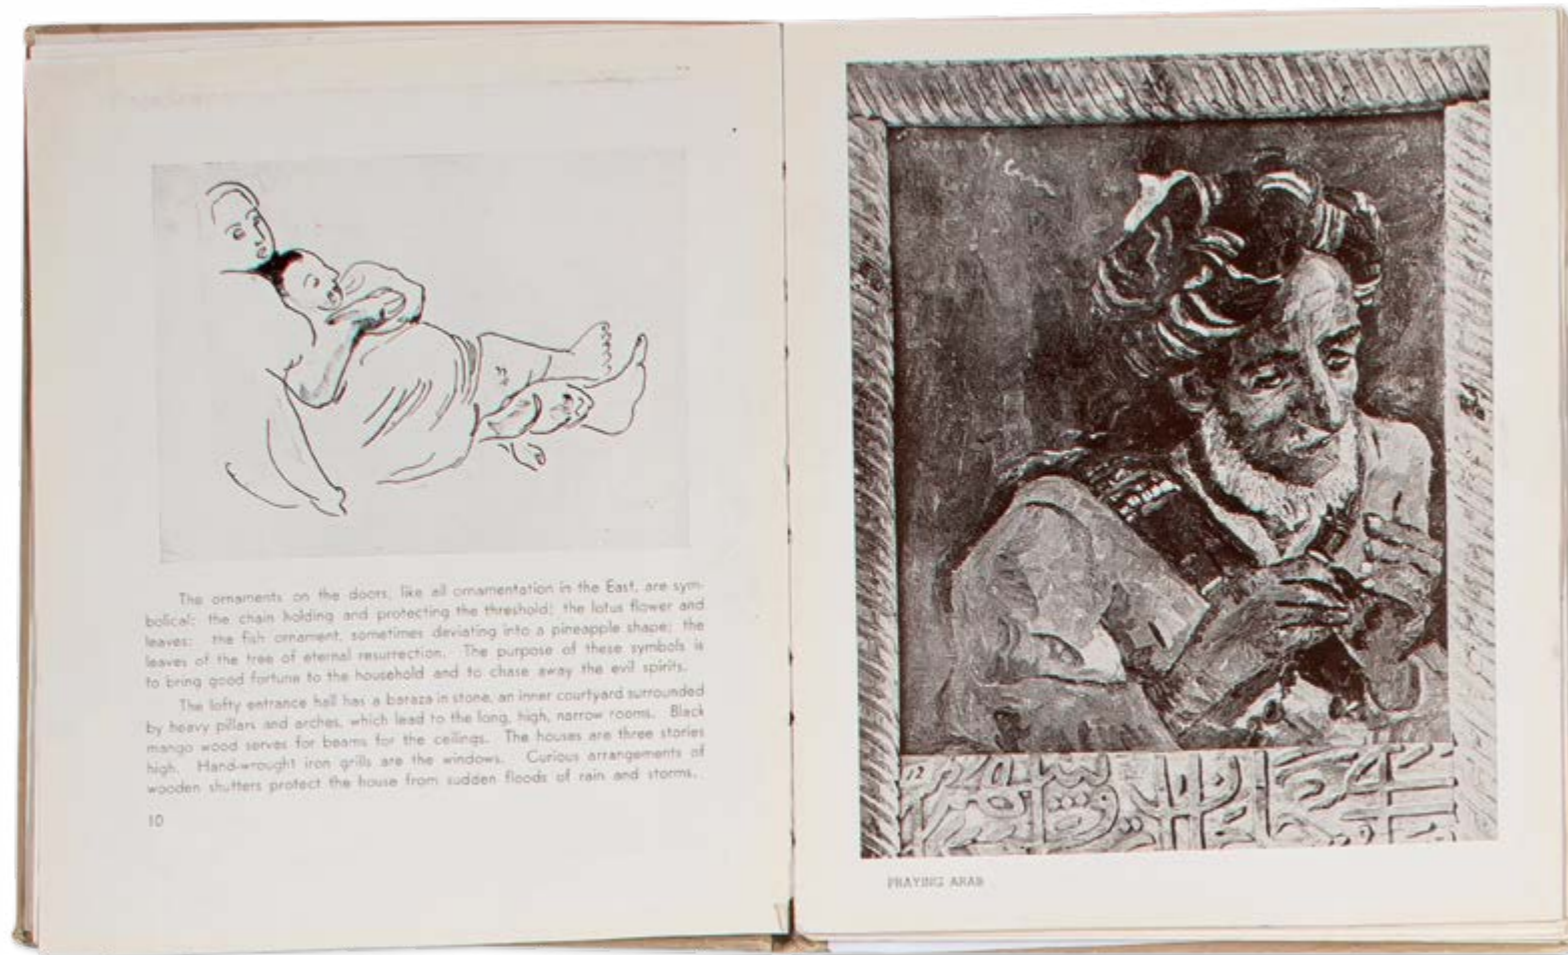 The ornaments on the doors, like all ornamentation in the East, are sym-
bolical: the chain holding and protecting the threshold; the lotus flower and
leaves: the fish ornament, sometimes deviating into a pineapple shape; the
leaves of the tree of eternal resurrection. The purpose of these symbols is
to bring good fortune to the household and to chase away the evil spirits.
The lofty entrance hall has a baraza in stone, an inner courtyard surrounded
by heavy pillars and arches, which lead to the long, high, narrow rooms. Black
mango wood serves for beams for the ceilings. The houses are three stories
high. Hand-wrought iron grills are the windows. Curious arrangements of
wooden shutters protect the house from sudden floods of rain and storms.
10
PRAYING ARAB